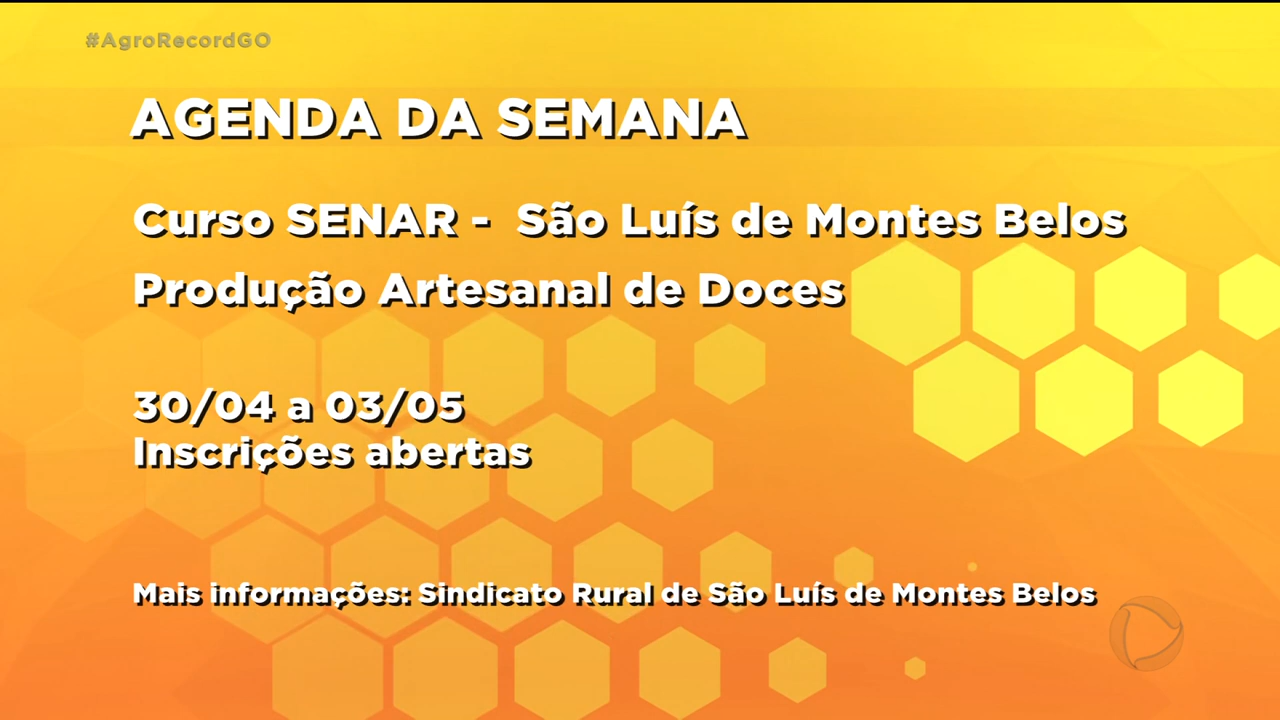 #AgroRecordGO
AGENDA DA SEMANA
Curso SENAR - São Luís de Montes Belos
Produção Artesanal de Doces
30/04 a 03/05
Inscrições abertas
Mais informações: Sindicato Rural de São Luís de Montes Belos